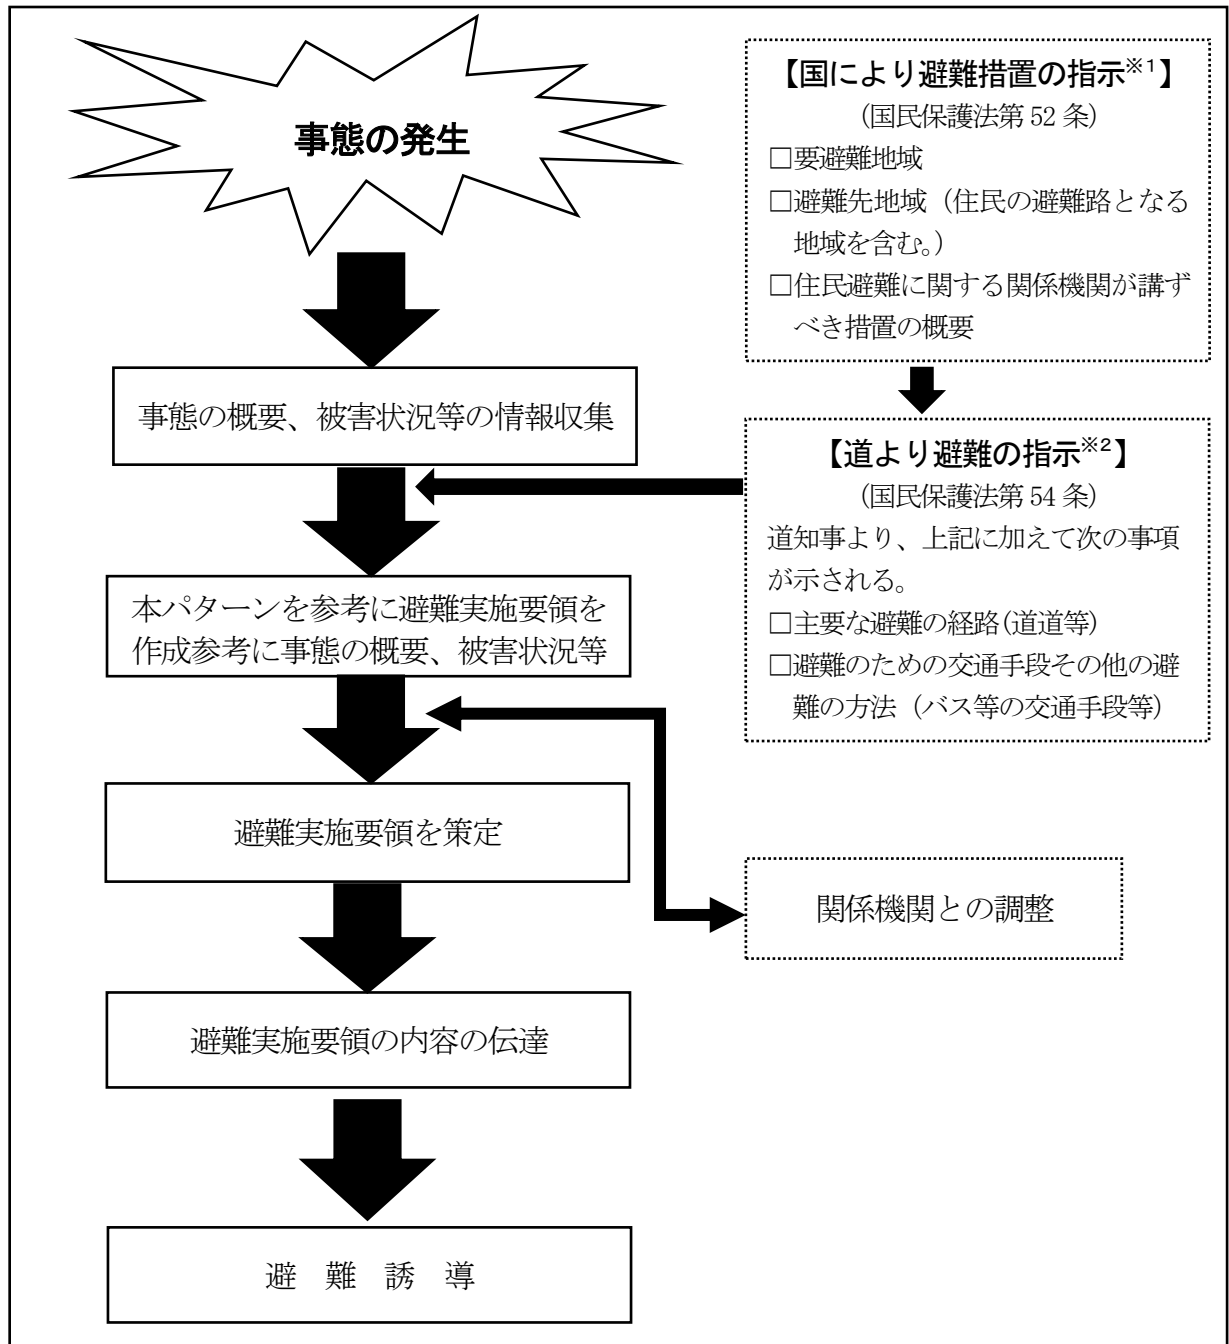 事態の発生
事態の概要、被害状況等の情報収集
本パターンを参考に避難実施要領を
作成参考に事態の概要、被害状況等
避難実施要領を策定
避難実施要領の内容の伝達
避 難 誘 導
【国により避難措置の指示※1】
(国民保護法第 52 条)
□要避難地域
□避難先地域（住民の避難路となる
地域を含む。）
□住民避難に関する関係機関が講ず
べき措置の概要
【道より避難の指示※2】
(国民保護法第 54 条)
道知事より、上記に加えて次の事項
が示される。
□主要な避難の経路(道道等)
□避難のための交通手段その他の避
難の方法（バス等の交通手段等）
関係機関との調整